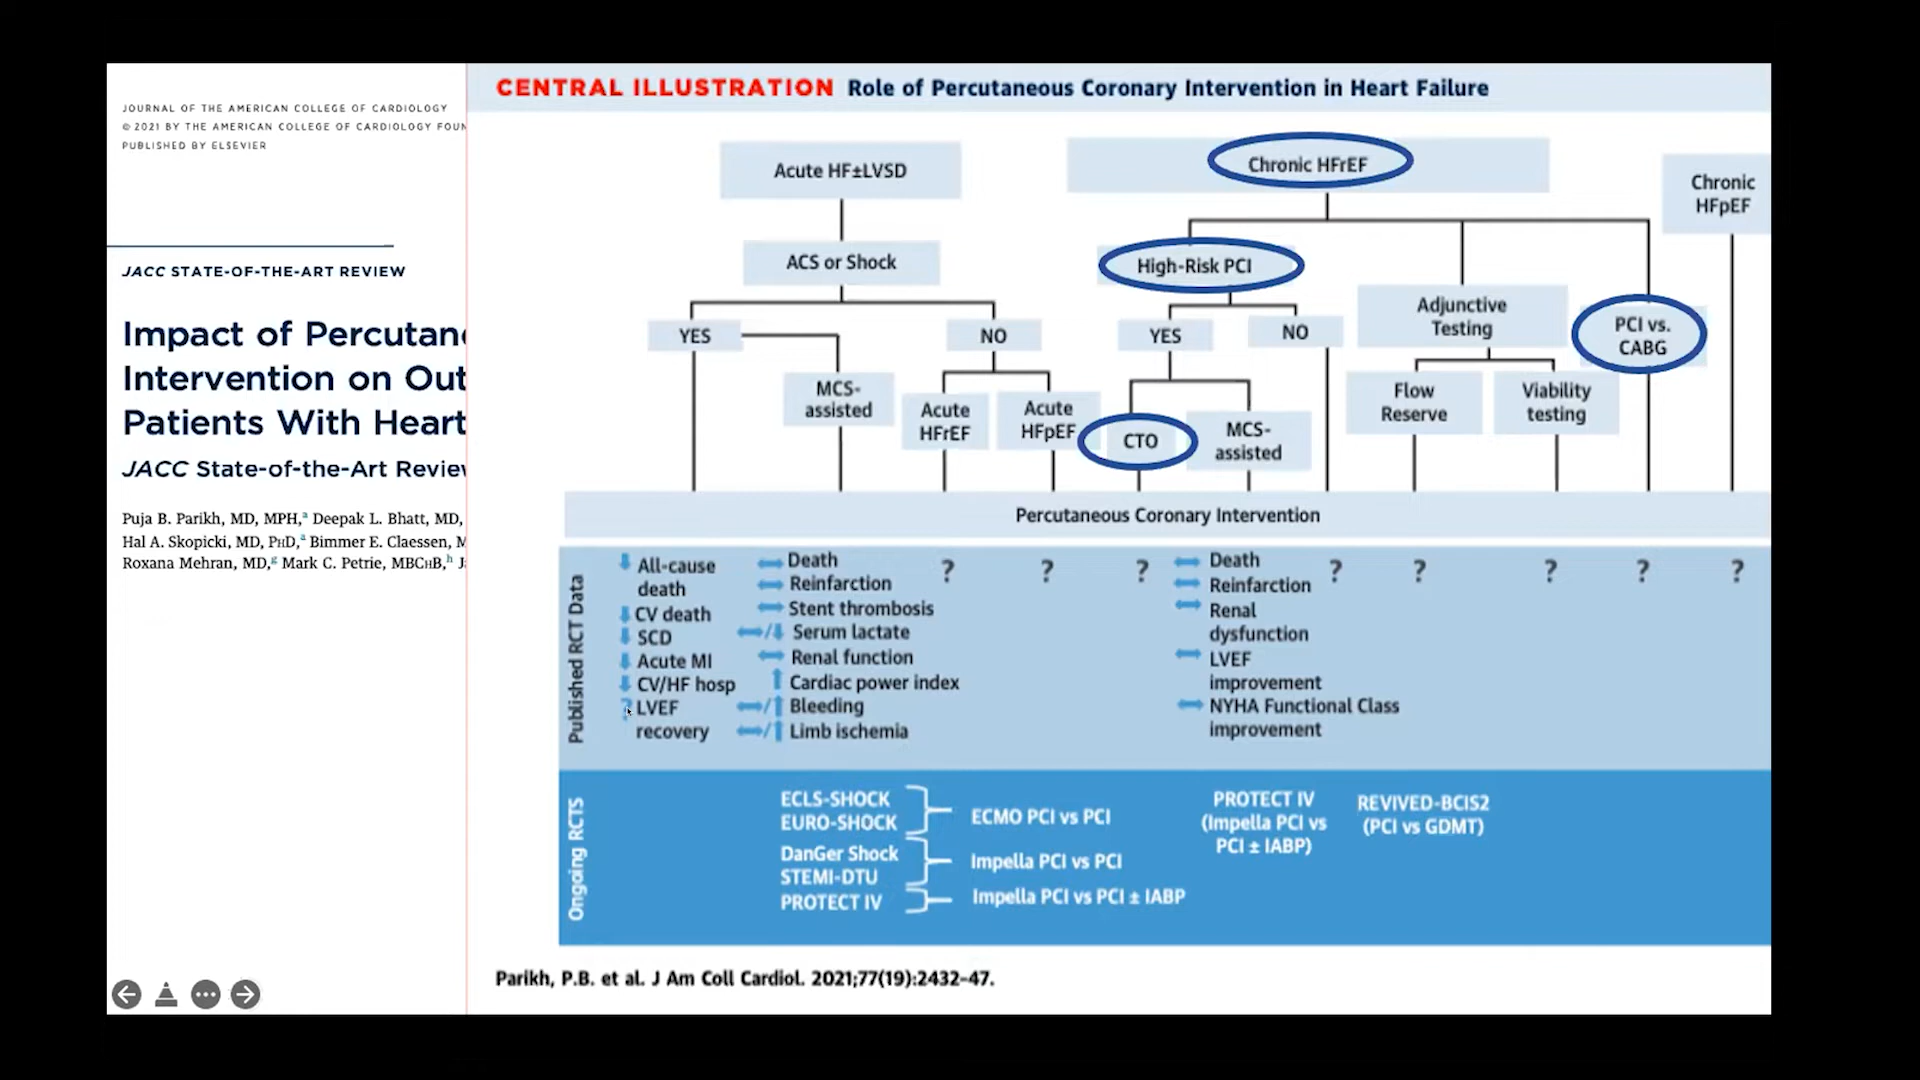 JOURNAL OF THE AMERICAN COLLEGE OF CARDIOLOGY
© 2021 BY THE AMERICAN COLLEGE OF CARDIOLOGY FOUN
PUBLISHED BY ELSEVIER
JACC STATE-OF-THE-ART REVIEW
Impact of Percutane
Intervention on Out
Patients With Heart
JACC State-of-the-Art Review
Puja B. Parikh, MD, MPH,a Deepak L. Bhatt, MD,
Hal A. Skopicki, MD, PHD,a Bimmer E. Claessen, M
Roxana Mehran, MD,g Mark C. Petrie, MBCHB,h J
CENTRAL ILLUSTRATION Role of Percutaneous Coronary Intervention in Heart Failure
Acute HF±LVSD
Chronic HFrEF
Chronic
HFpEF
ACS or Shock
High-Risk PCI
Adjunctive
Testing
PCI vs.
CABG
YES
NO
YES
NO
MCS-
assisted
Acute
HFrEF
Acute
HFpEF
CTO
MCS-
assisted
Flow
Reserve
Viability
testing
Percutaneous Coronary Intervention
Published RCT Data
All-cause
death
CV death
SCD
Acute MI
CV/HF hosp
LVEF
recovery
Death
Reinfarction
Stent thrombosis
/ Serum lactate
Renal function
Cardiac power index
/ Bleeding
/ Limb ischemia
?
?
?
Death
Reinfarction
Renal
dysfunction
LVEF
improvement
NYHA Functional Class
improvement
?
?
?
?
?
Ongoing RCTS
ECLS-SHOCK
EURO-SHOCK
ECMO PCI vs PCI
DanGer Shock
STEMI-DTU
Impella PCI vs PCI
PROTECT IV
Impella PCI vs PCI ± IABP
PROTECT IV
(Impella PCI vs
PCI ± IABP)
REVIVED-BCIS2
(PCI vs GDMT)
Parikh, P.B. et al. J Am Coll Cardiol. 2021;77(19):2432–47.